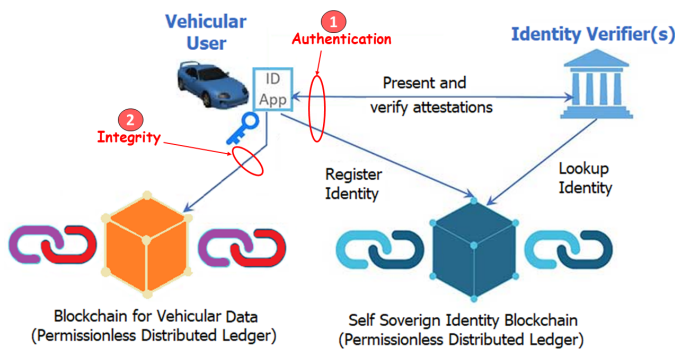 Vehicular
User
1
Authentication
Identity Verifier(s)
ID
App
Present and
verify attestations
2
Integrity
Register
Identity
Lookup
Identity
Blockchain for Vehicular Data
(Permissionless Distributed Ledger)
Self Soverign Identity Blockchain
(Permissionless Distributed Ledger)